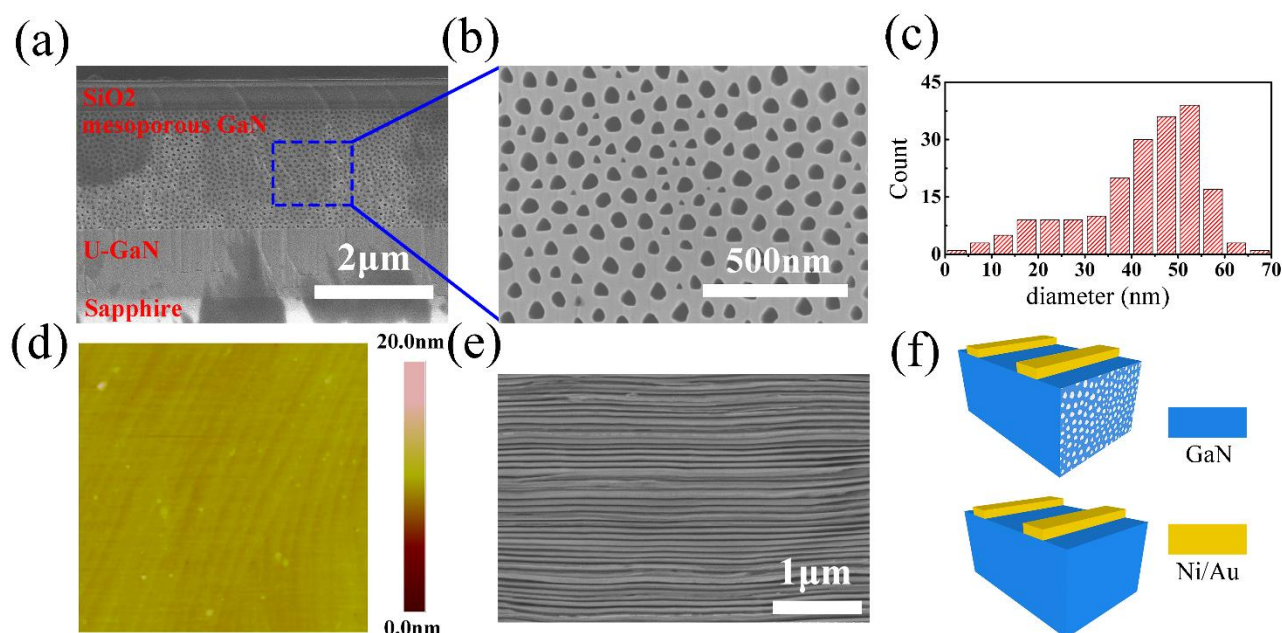 (a)
SiO2
mesoporous GaN
U-GaN
Sapphire
2μm
(b)
500nm
(c)
Count
45
30
15
0
0 10 20 30 40 50 60 70
diameter (nm)
(d)
20.0nm
0.0nm
(e)
1μm
(f)
GaN
Ni/Au